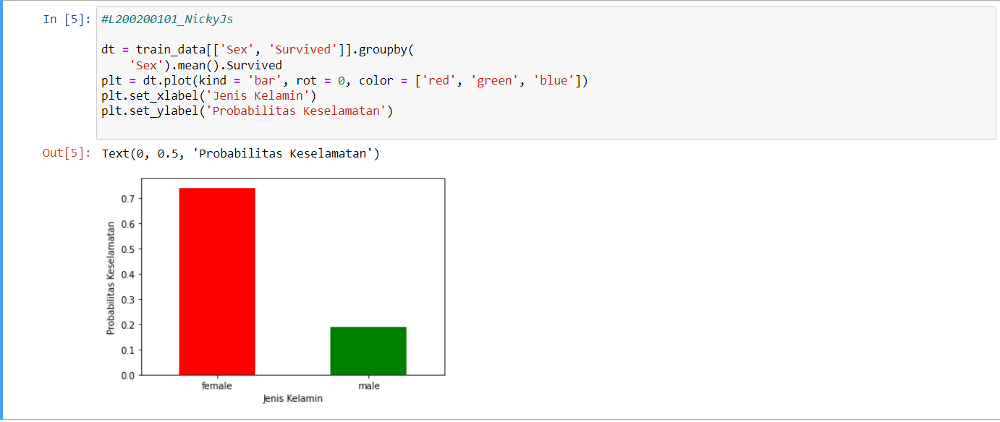 In [5]: #L200200101_NickyJs
dt = train_data[['Sex', 'Survived']].groupby(
'Sex').mean().Survived
plt = dt.plot(kind = 'bar', rot = 0, color = ['red', 'green', 'blue'])
plt.set_xlabel('Jenis Kelamin')
plt.set_ylabel('Probabilitas Keselamatan')
Out[5]: Text(0, 0.5, 'Probabilitas Keselamatan')
Probabilitas Keselamatan
0.7
0.6
0.5
0.4
0.3
0.2
0.1
0.0
female male
Jenis Kelamin